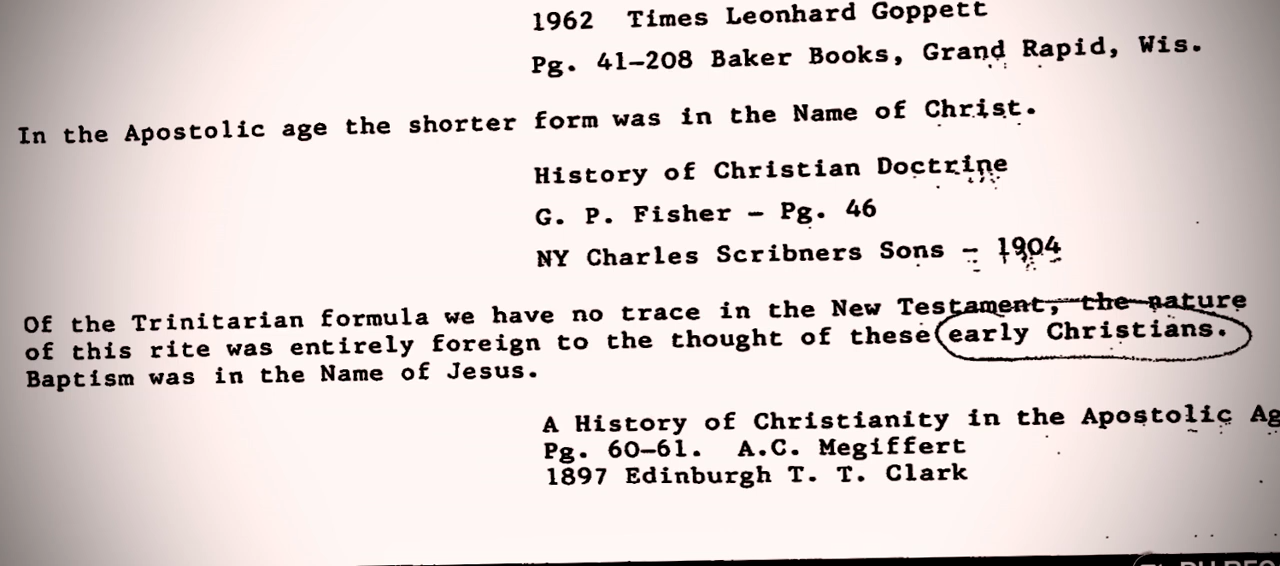 1962 Times Leonhard Goppett
Pg. 41-208 Baker Books, Grand Rapid, Wis.
In the Apostolic age the shorter form was in the Name of Christ.
History of Christian Doctrine
G. P. Fisher - Pg. 46
NY Charles Scribners Sons - 1904
Of the Trinitarian formula we have no trace in the New Testament, the nature
of this rite was entirely foreign to the thought of these early Christians.
Baptism was in the Name of Jesus.
A History of Christianity in the Apostolic Ag
Pg. 60-61. A.C. Megiffert
1897 Edinburgh T. T. Clark